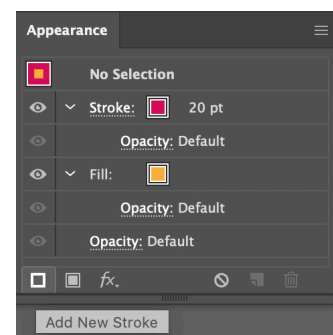 Appearance
No Selection
Stroke: 20 pt
Opacity: Default
Fill:
Opacity: Default
Opacity: Default
fx.
Add New Stroke